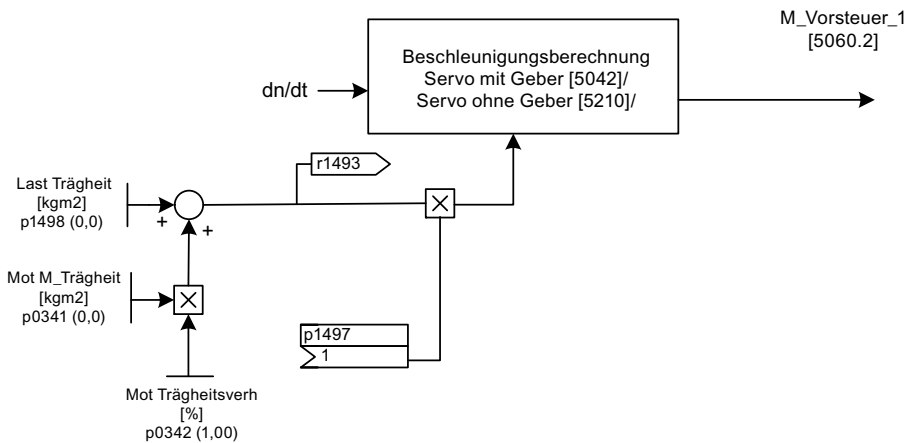 M_Vorsteuer_1
[5060.2]
Beschleunigungsberechnung
Servo mit Geber [5042]/
Servo ohne Geber [5210]/
dn/dt
r1493
Last Trägheit
[kgm2]
p1498 (0,0)
+
+
Mot M_Trägheit
[kgm2]
p0341 (0,0)
p1497
1
Mot Trägheitsverh
[%]
p0342 (1,00)